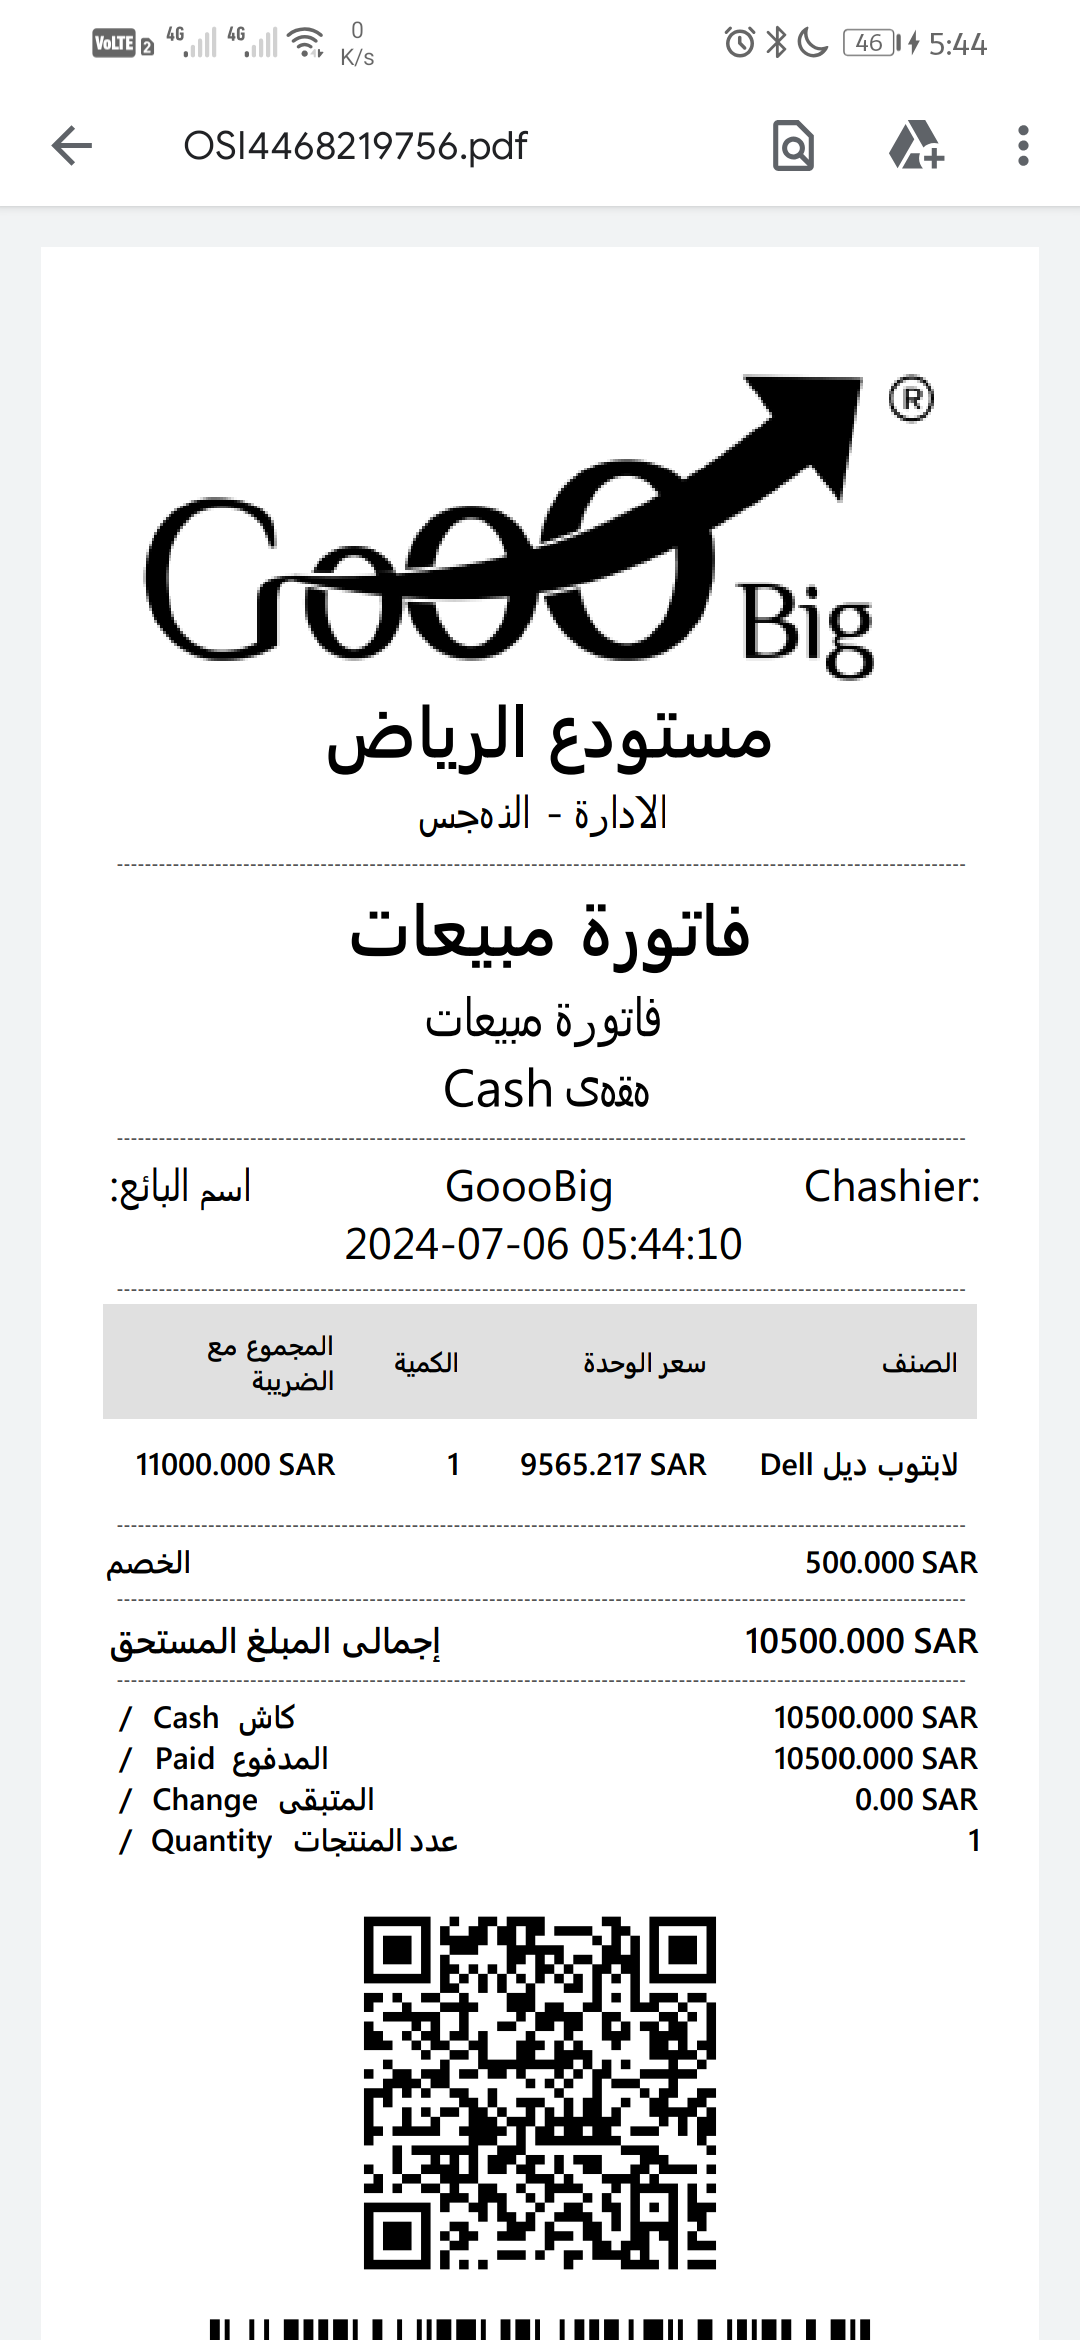 VoLTE 2 4G 4G 0 K/s 46 5:44
OSI4468219756.pdf
GoooBig ®
مستودع الرياض
الادارة - النهجس
فاتورة مبيعات
فاتورة مبيعات
Cash هقهى
اسم البائع: GoooBig Chashier:
2024-07-06 05:44:10
الصنف سعر الوحدة الكمية المجموع مع الضريبة
لابتوب ديل Dell 9565.217 SAR 1 11000.000 SAR
الخصم 500.000 SAR
إجمالى المبلغ المستحق 10500.000 SAR
/ Cash كاش 10500.000 SAR
/ Paid المدفوع 10500.000 SAR
/ Change المتبقى 0.00 SAR
/ Quantity عدد المنتجات 1